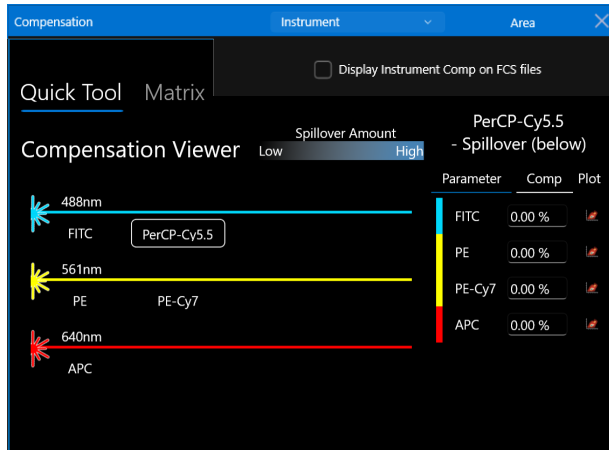 Compensation Instrument Area
Display Instrument Comp on FCS files
Quick Tool Matrix
Compensation Viewer
Spillover Amount
Low High
PerCP-Cy5.5
- Spillover (below)
Parameter Comp Plot
488nm
FITC PerCP-Cy5.5
561nm
PE PE-Cy7
640nm
APC
FITC 0.00 %
PE 0.00 %
PE-Cy7 0.00 %
APC 0.00 %